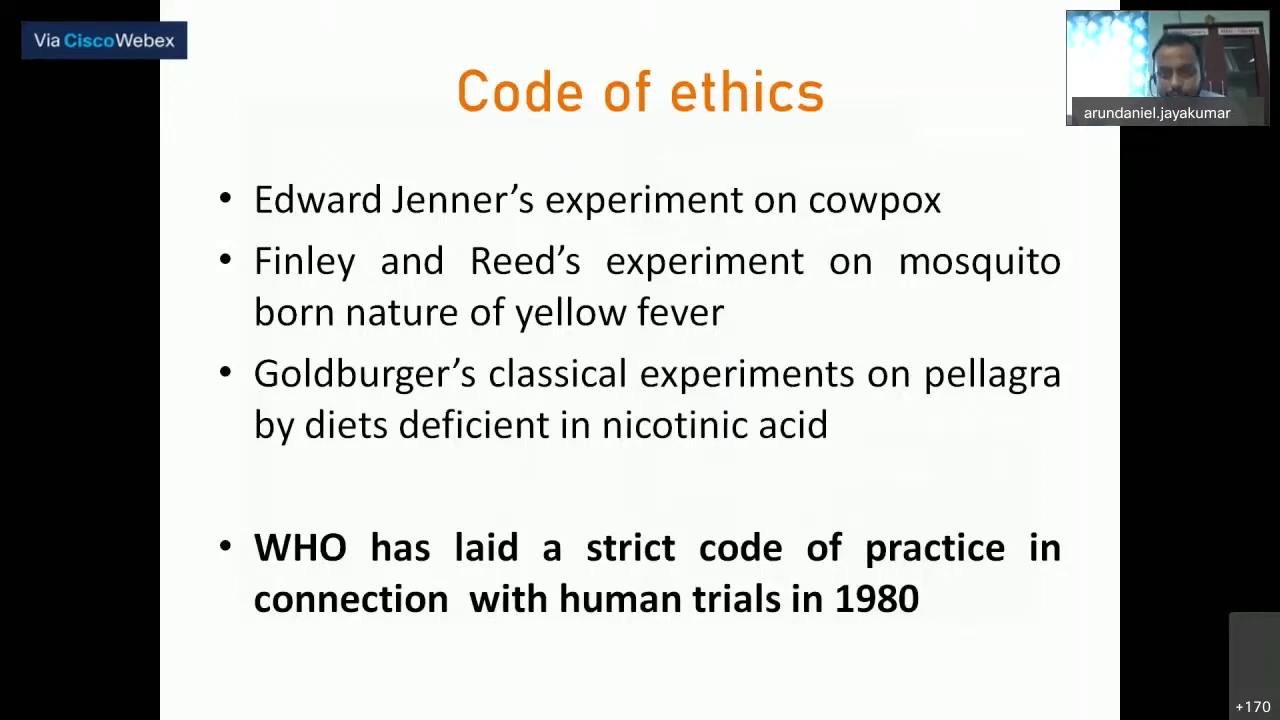 Via CiscoWebex
arundaniel.jayakumar
Code of ethics
• Edward Jenner’s experiment on cowpox
• Finley and Reed’s experiment on mosquito
born nature of yellow fever
• Goldburger’s classical experiments on pellagra
by diets deficient in nicotinic acid
• WHO has laid a strict code of practice in
connection with human trials in 1980
+170